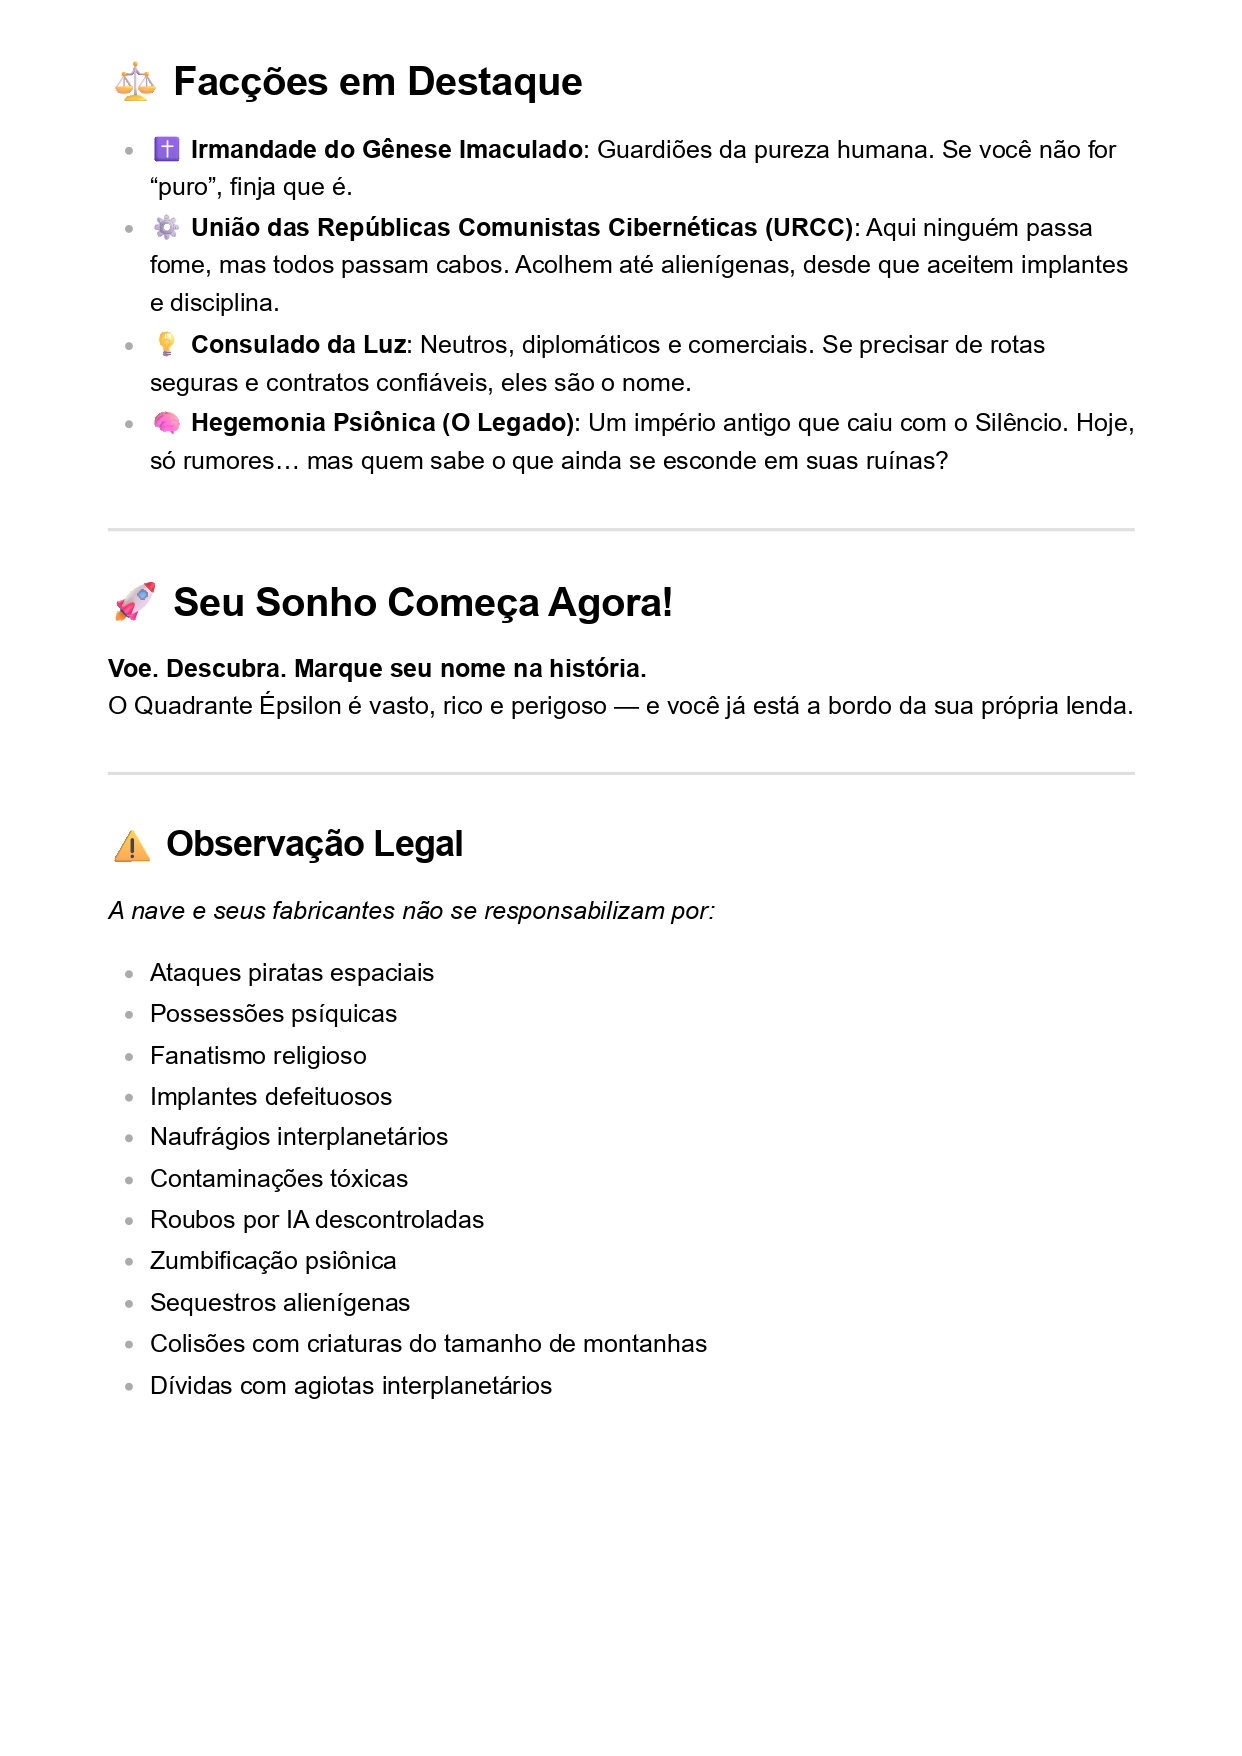 ⚖️ Facções em Destaque
✝️ Irmandade do Gênese Imaculado: Guardiões da pureza humana. Se você não for
“puro”, finja que é.
⚙️ União das Repúblicas Comunistas Cibernéticas (URCC): Aqui ninguém passa
fome, mas todos passam cabos. Acolhem até alienígenas, desde que aceitem implantes
e disciplina.
💡 Consulado da Luz: Neutros, diplomáticos e comerciais. Se precisar de rotas
seguras e contratos confiáveis, eles são o nome.
🧠 Hegemonia Psiônica (O Legado): Um império antigo que caiu com o Silêncio. Hoje,
só rumores… mas quem sabe o que ainda se esconde em suas ruínas?
🚀 Seu Sonho Começa Agora!
Voe. Descubra. Marque seu nome na história.
O Quadrante Épsilon é vasto, rico e perigoso — e você já está a bordo da sua própria lenda.
⚠️ Observação Legal
A nave e seus fabricantes não se responsabilizam por:
Ataques piratas espaciais
Possessões psíquicas
Fanatismo religioso
Implantes defeituosos
Naufrágios interplanetários
Contaminações tóxicas
Roubos por IA descontroladas
Zumbificação psiônica
Sequestros alienígenas
Colisões com criaturas do tamanho de montanhas
Dívidas com agiotas interplanetários